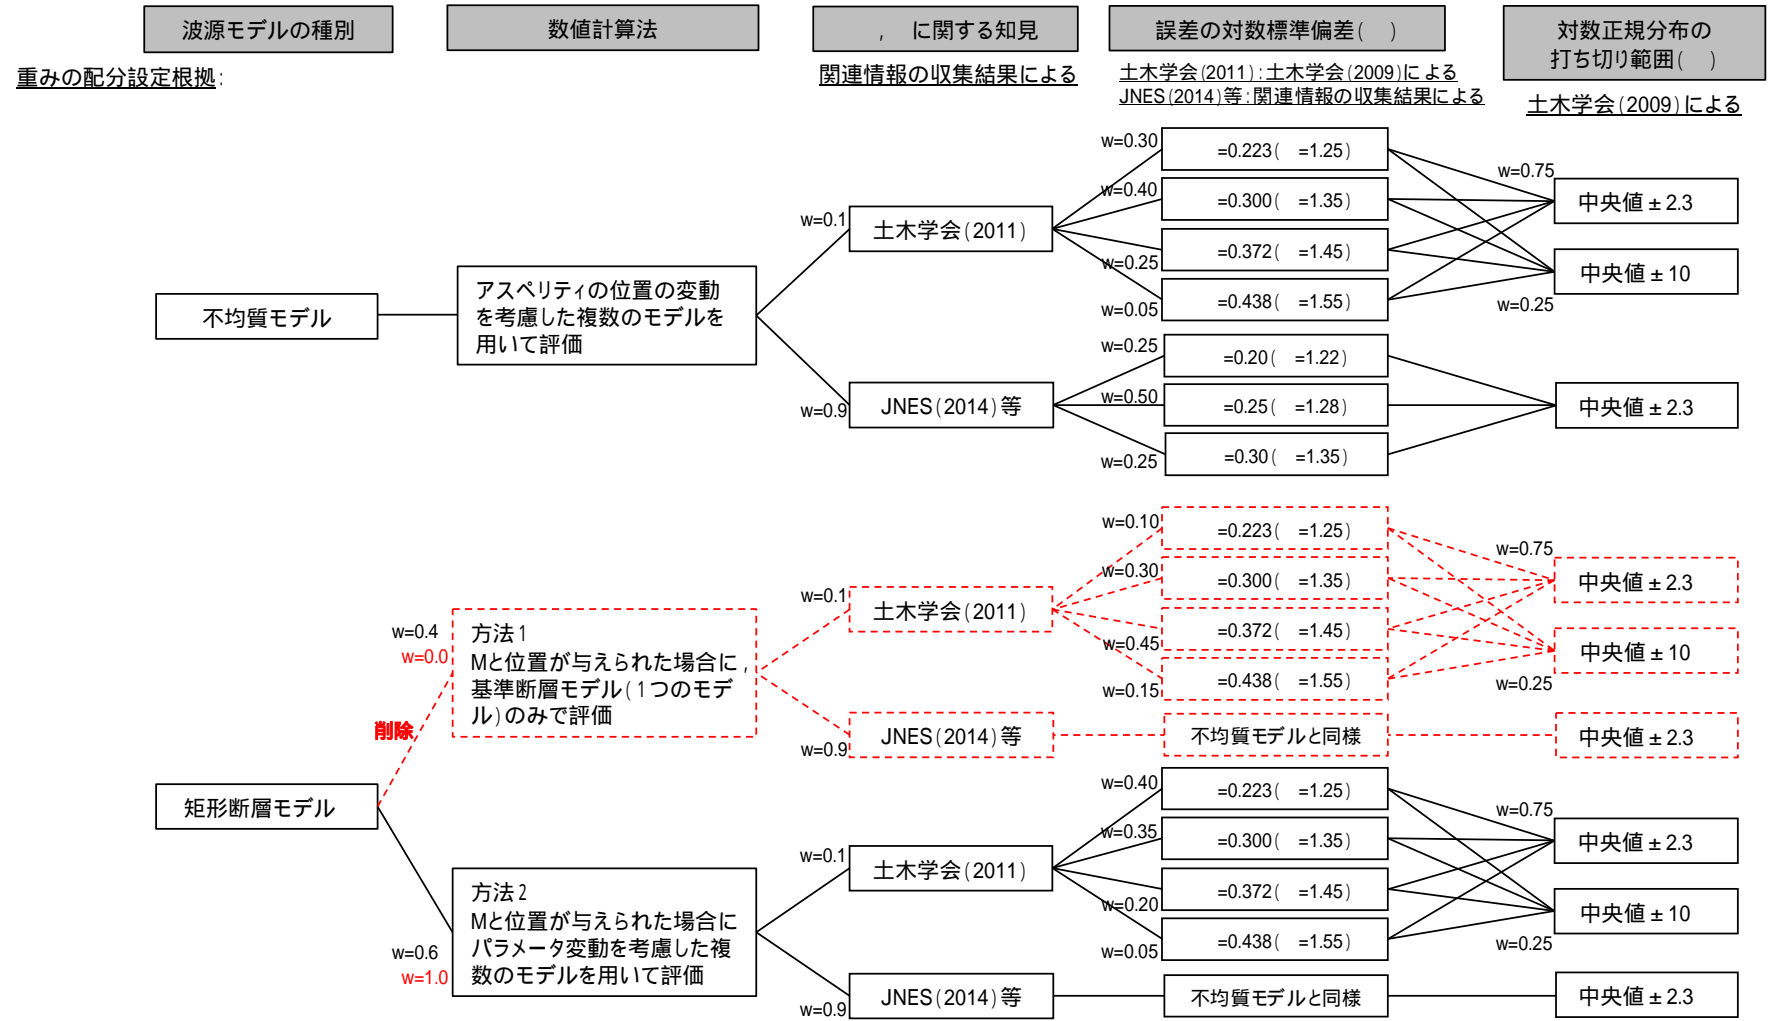 波源モデルの種別
数値計算法
, に関する知見
誤差の対数標準偏差( )
対数正規分布の
打ち切り範囲( )
重みの配分設定根拠:
関連情報の収集結果による
土木学会(2011):土木学会(2009)による
JNES(2014)等:関連情報の収集結果による
土木学会(2009)による
不均質モデル
アスペリティの位置の変動
を考慮した複数のモデルを
用いて評価
w=0.1
土木学会(2011)
w=0.30
=0.223( =1.25)
w=0.40
=0.300( =1.35)
w=0.25
=0.372( =1.45)
w=0.05
=0.438( =1.55)
w=0.75
中央値±2.3
中央値±10
w=0.25
w=0.9
JNES(2014)等
w=0.25
=0.20( =1.22)
w=0.50
=0.25( =1.28)
w=0.25
=0.30( =1.35)
中央値±2.3
矩形断層モデル
削除
w=0.4
w=0.0
方法1
Mと位置が与えられた場合に,
基準断層モデル(1つのモデ
ル)のみで評価
w=0.1
土木学会(2011)
w=0.10
=0.223( =1.25)
w=0.30
=0.300( =1.35)
w=0.45
=0.372( =1.45)
w=0.15
=0.438( =1.55)
w=0.75
中央値±2.3
中央値±10
w=0.25
w=0.9
JNES(2014)等
不均質モデルと同様
中央値±2.3
w=0.6
w=1.0
方法2
Mと位置が与えられた場合に
パラメータ変動を考慮した複
数のモデルを用いて評価
w=0.1
土木学会(2011)
w=0.40
=0.223( =1.25)
w=0.35
=0.300( =1.35)
w=0.20
=0.372( =1.45)
w=0.05
=0.438( =1.55)
w=0.75
中央値±2.3
中央値±10
w=0.25
w=0.9
JNES(2014)等
不均質モデルと同様
中央値±2.3